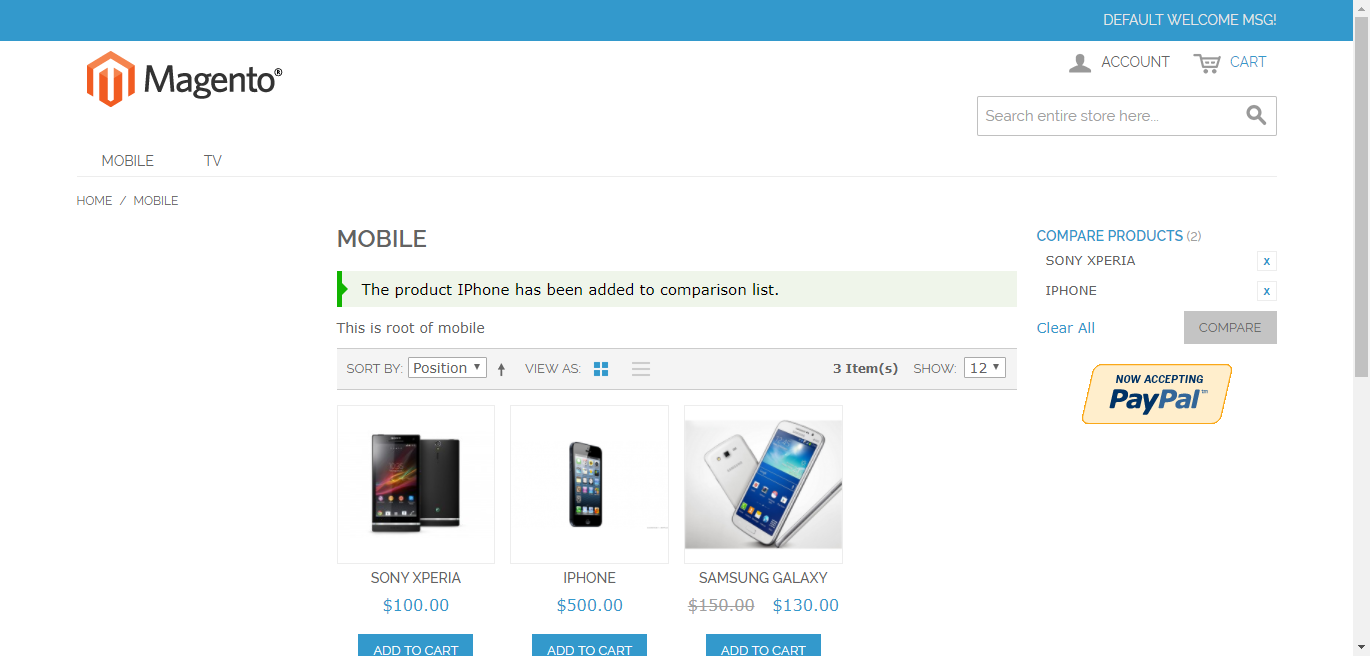 DEFAULT WELCOME MSG!
Magento®
ACCOUNT CART
Search entire store here...
MOBILE TV
HOME / MOBILE
MOBILE
The product IPhone has been added to comparison list.
This is root of mobile
SORT BY: Position VIEW AS: 3 Item(s) SHOW: 12
SONY XPERIA
$100.00
ADD TO CART
IPHONE
$500.00
ADD TO CART
SAMSUNG GALAXY
$150.00 $130.00
ADD TO CART
COMPARE PRODUCTS (2)
SONY XPERIA x
IPHONE x
Clear All COMPARE
NOW ACCEPTING
PayPal™